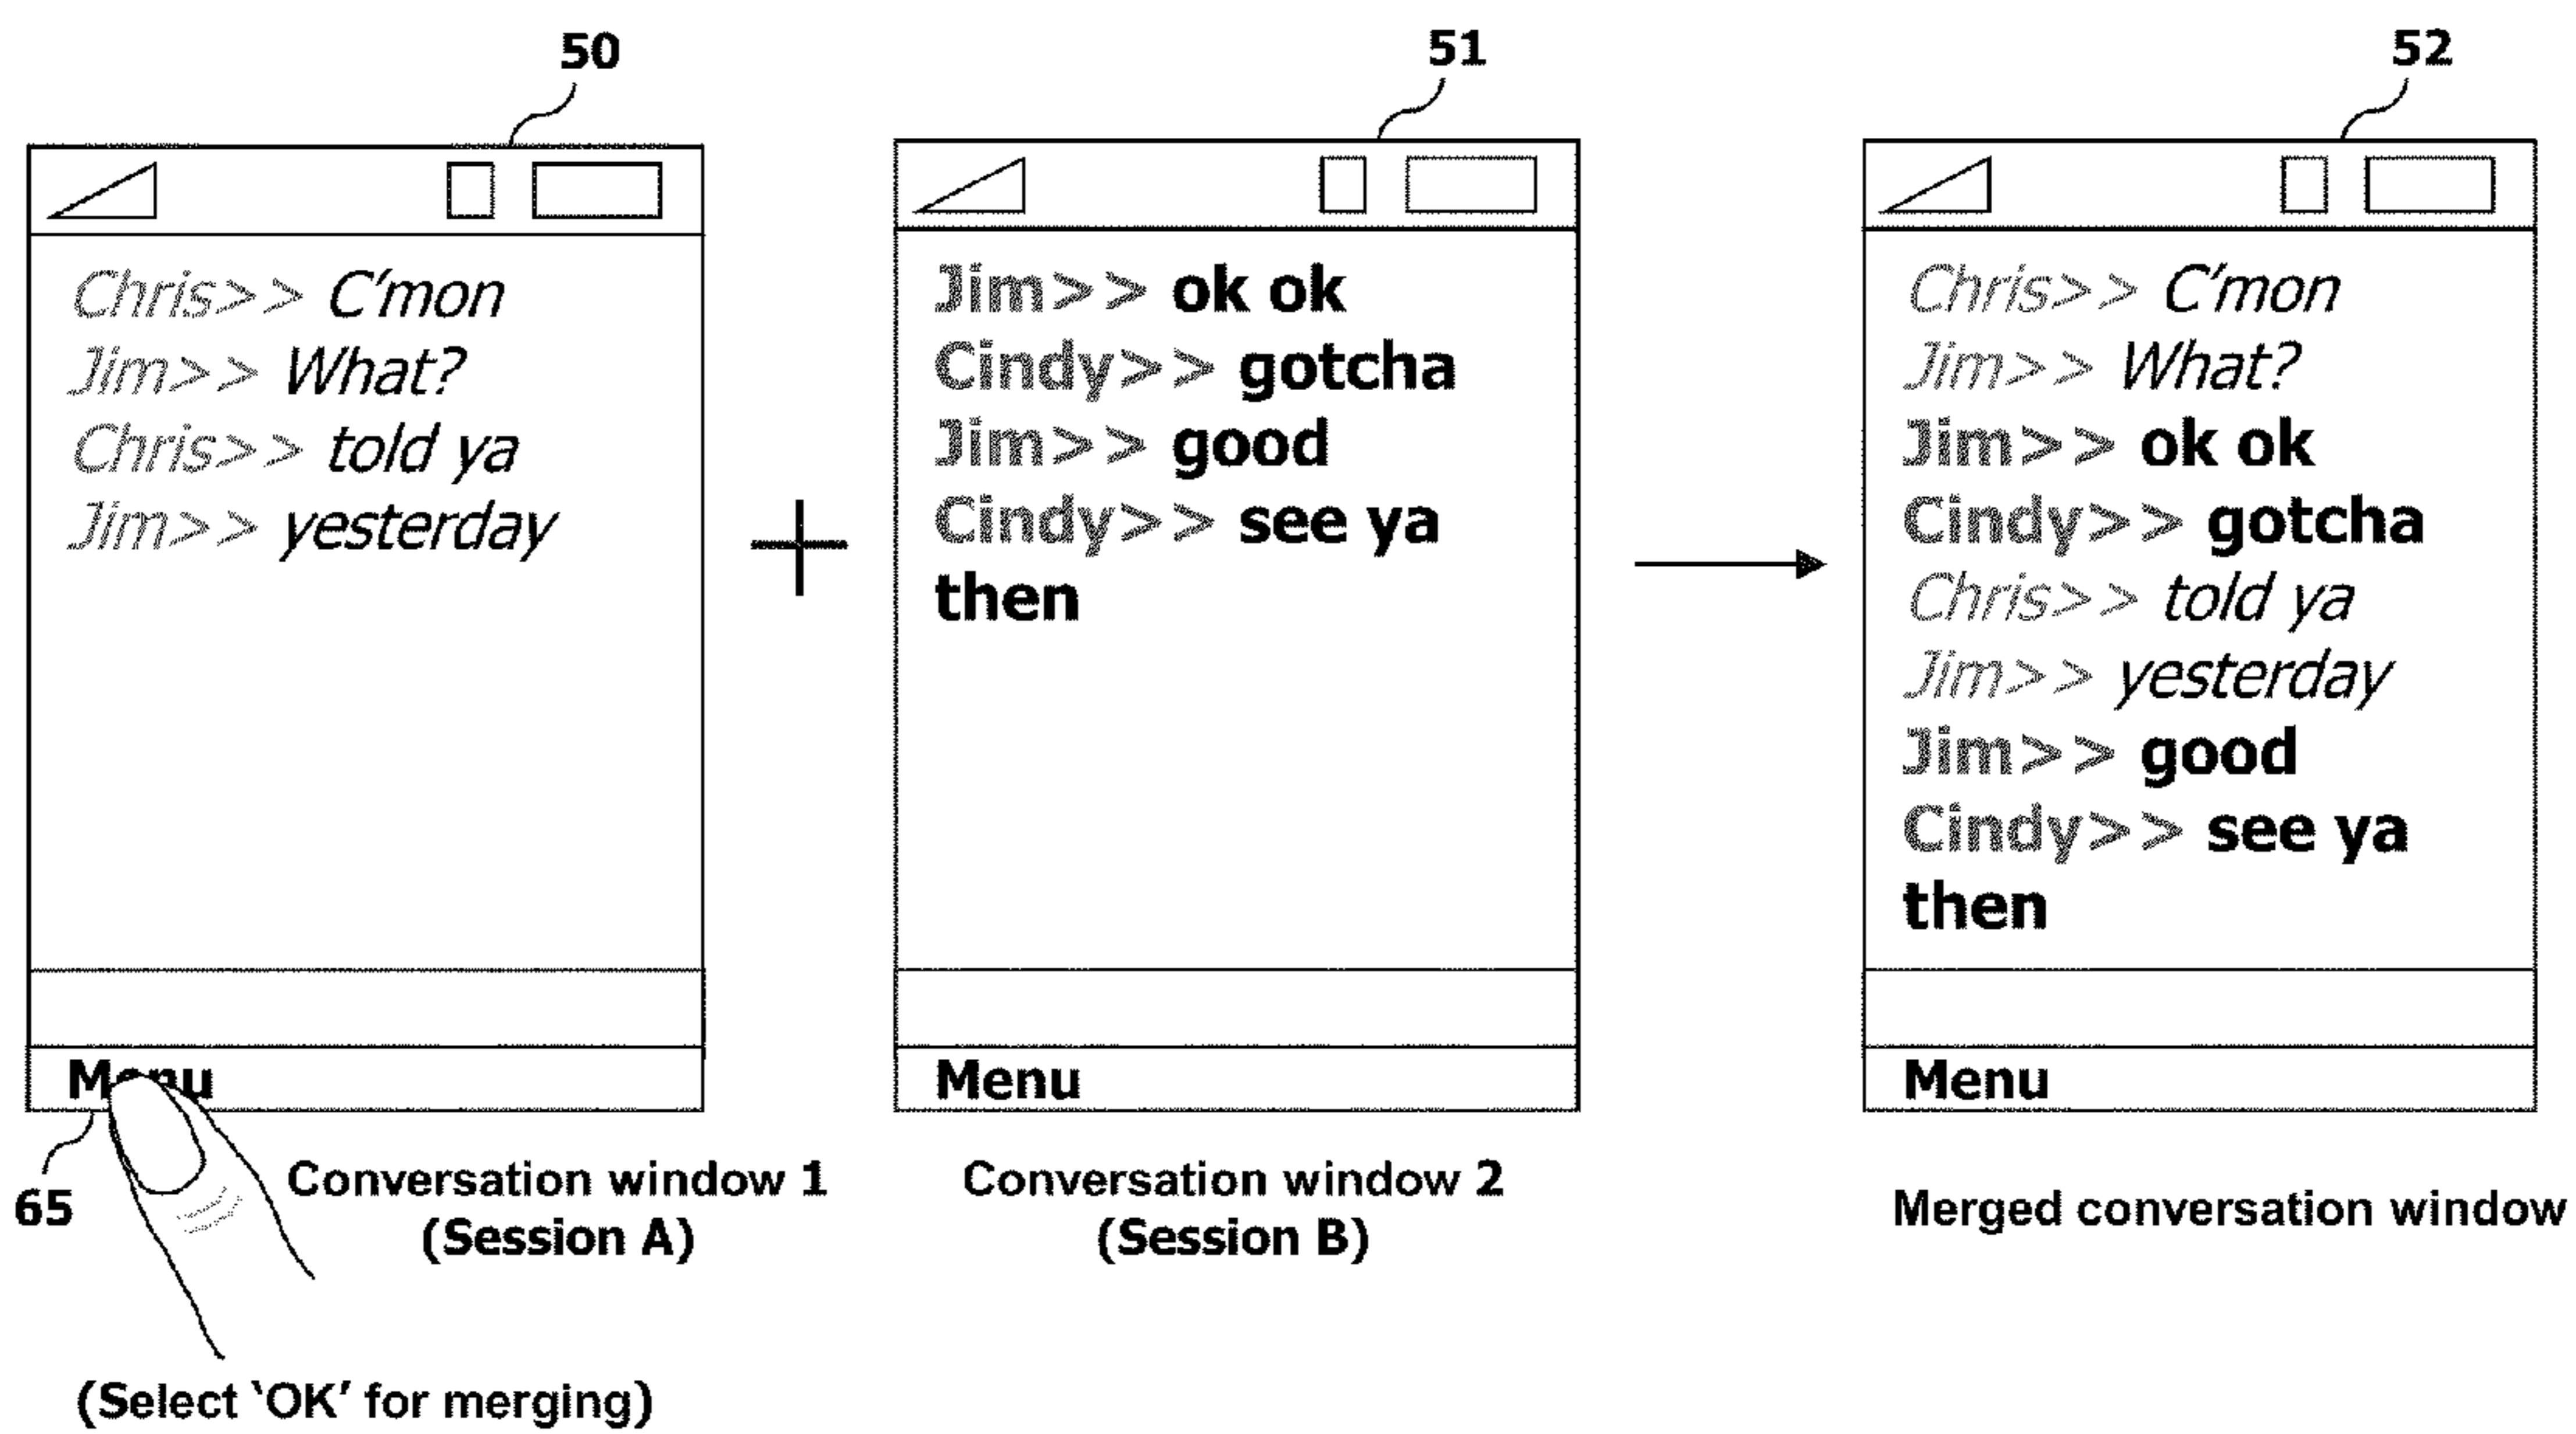 50
51
52
Chris>> C'mon
Jim>> What?
Chris>> told ya
Jim>> yesterday
Menu
65
Conversation window 1
(Session A)
(Select 'OK' for merging)
Jim>> ok ok
Cindy>> gotcha
Jim>> good
Cindy>> see ya
then
Menu
Conversation window 2
(Session B)
Chris>> C'mon
Jim>> What?
Jim>> ok ok
Cindy>> gotcha
Chris>> told ya
Jim>> yesterday
Jim>> good
Cindy>> see ya
then
Menu
Merged conversation window